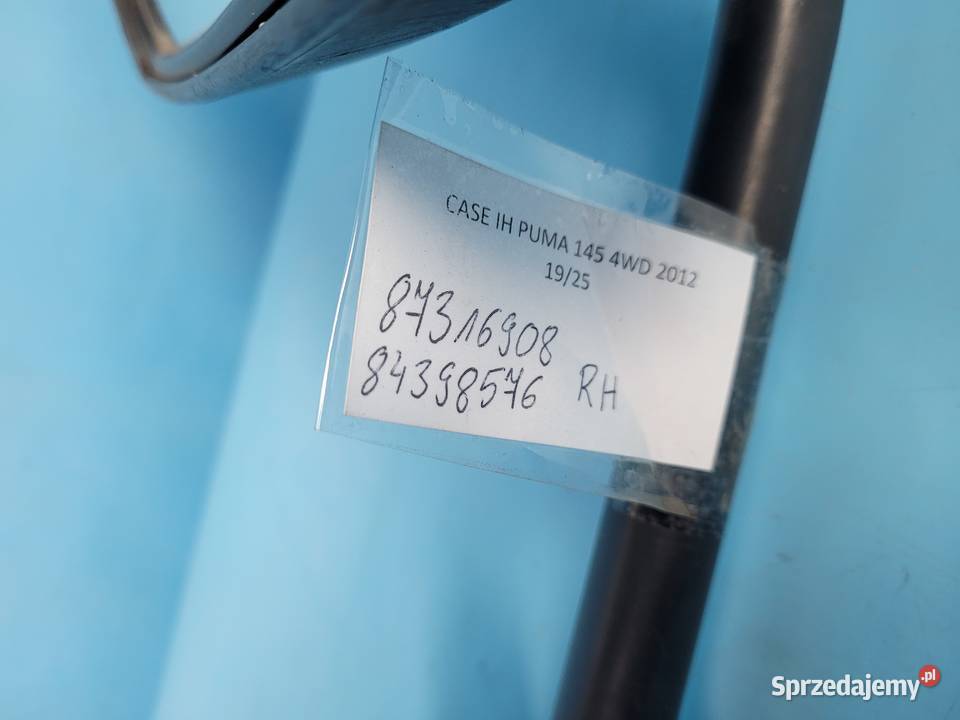 CASE IH PUMA 145 4WD 2012
19/25
87316908
84398576 RH
Sprzedajemy.pl